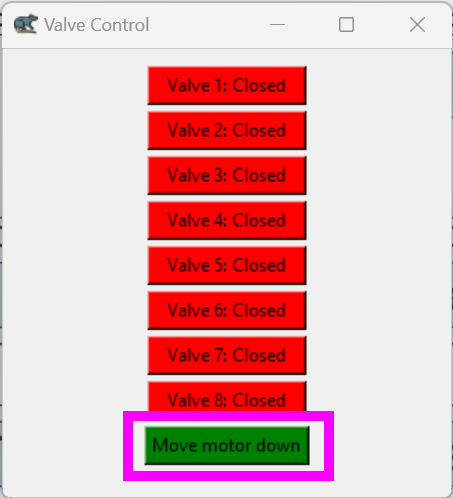 Valve Control
Valve 1: Closed
Valve 2: Closed
Valve 3: Closed
Valve 4: Closed
Valve 5: Closed
Valve 6: Closed
Valve 7: Closed
Valve 8: Closed
Move motor down